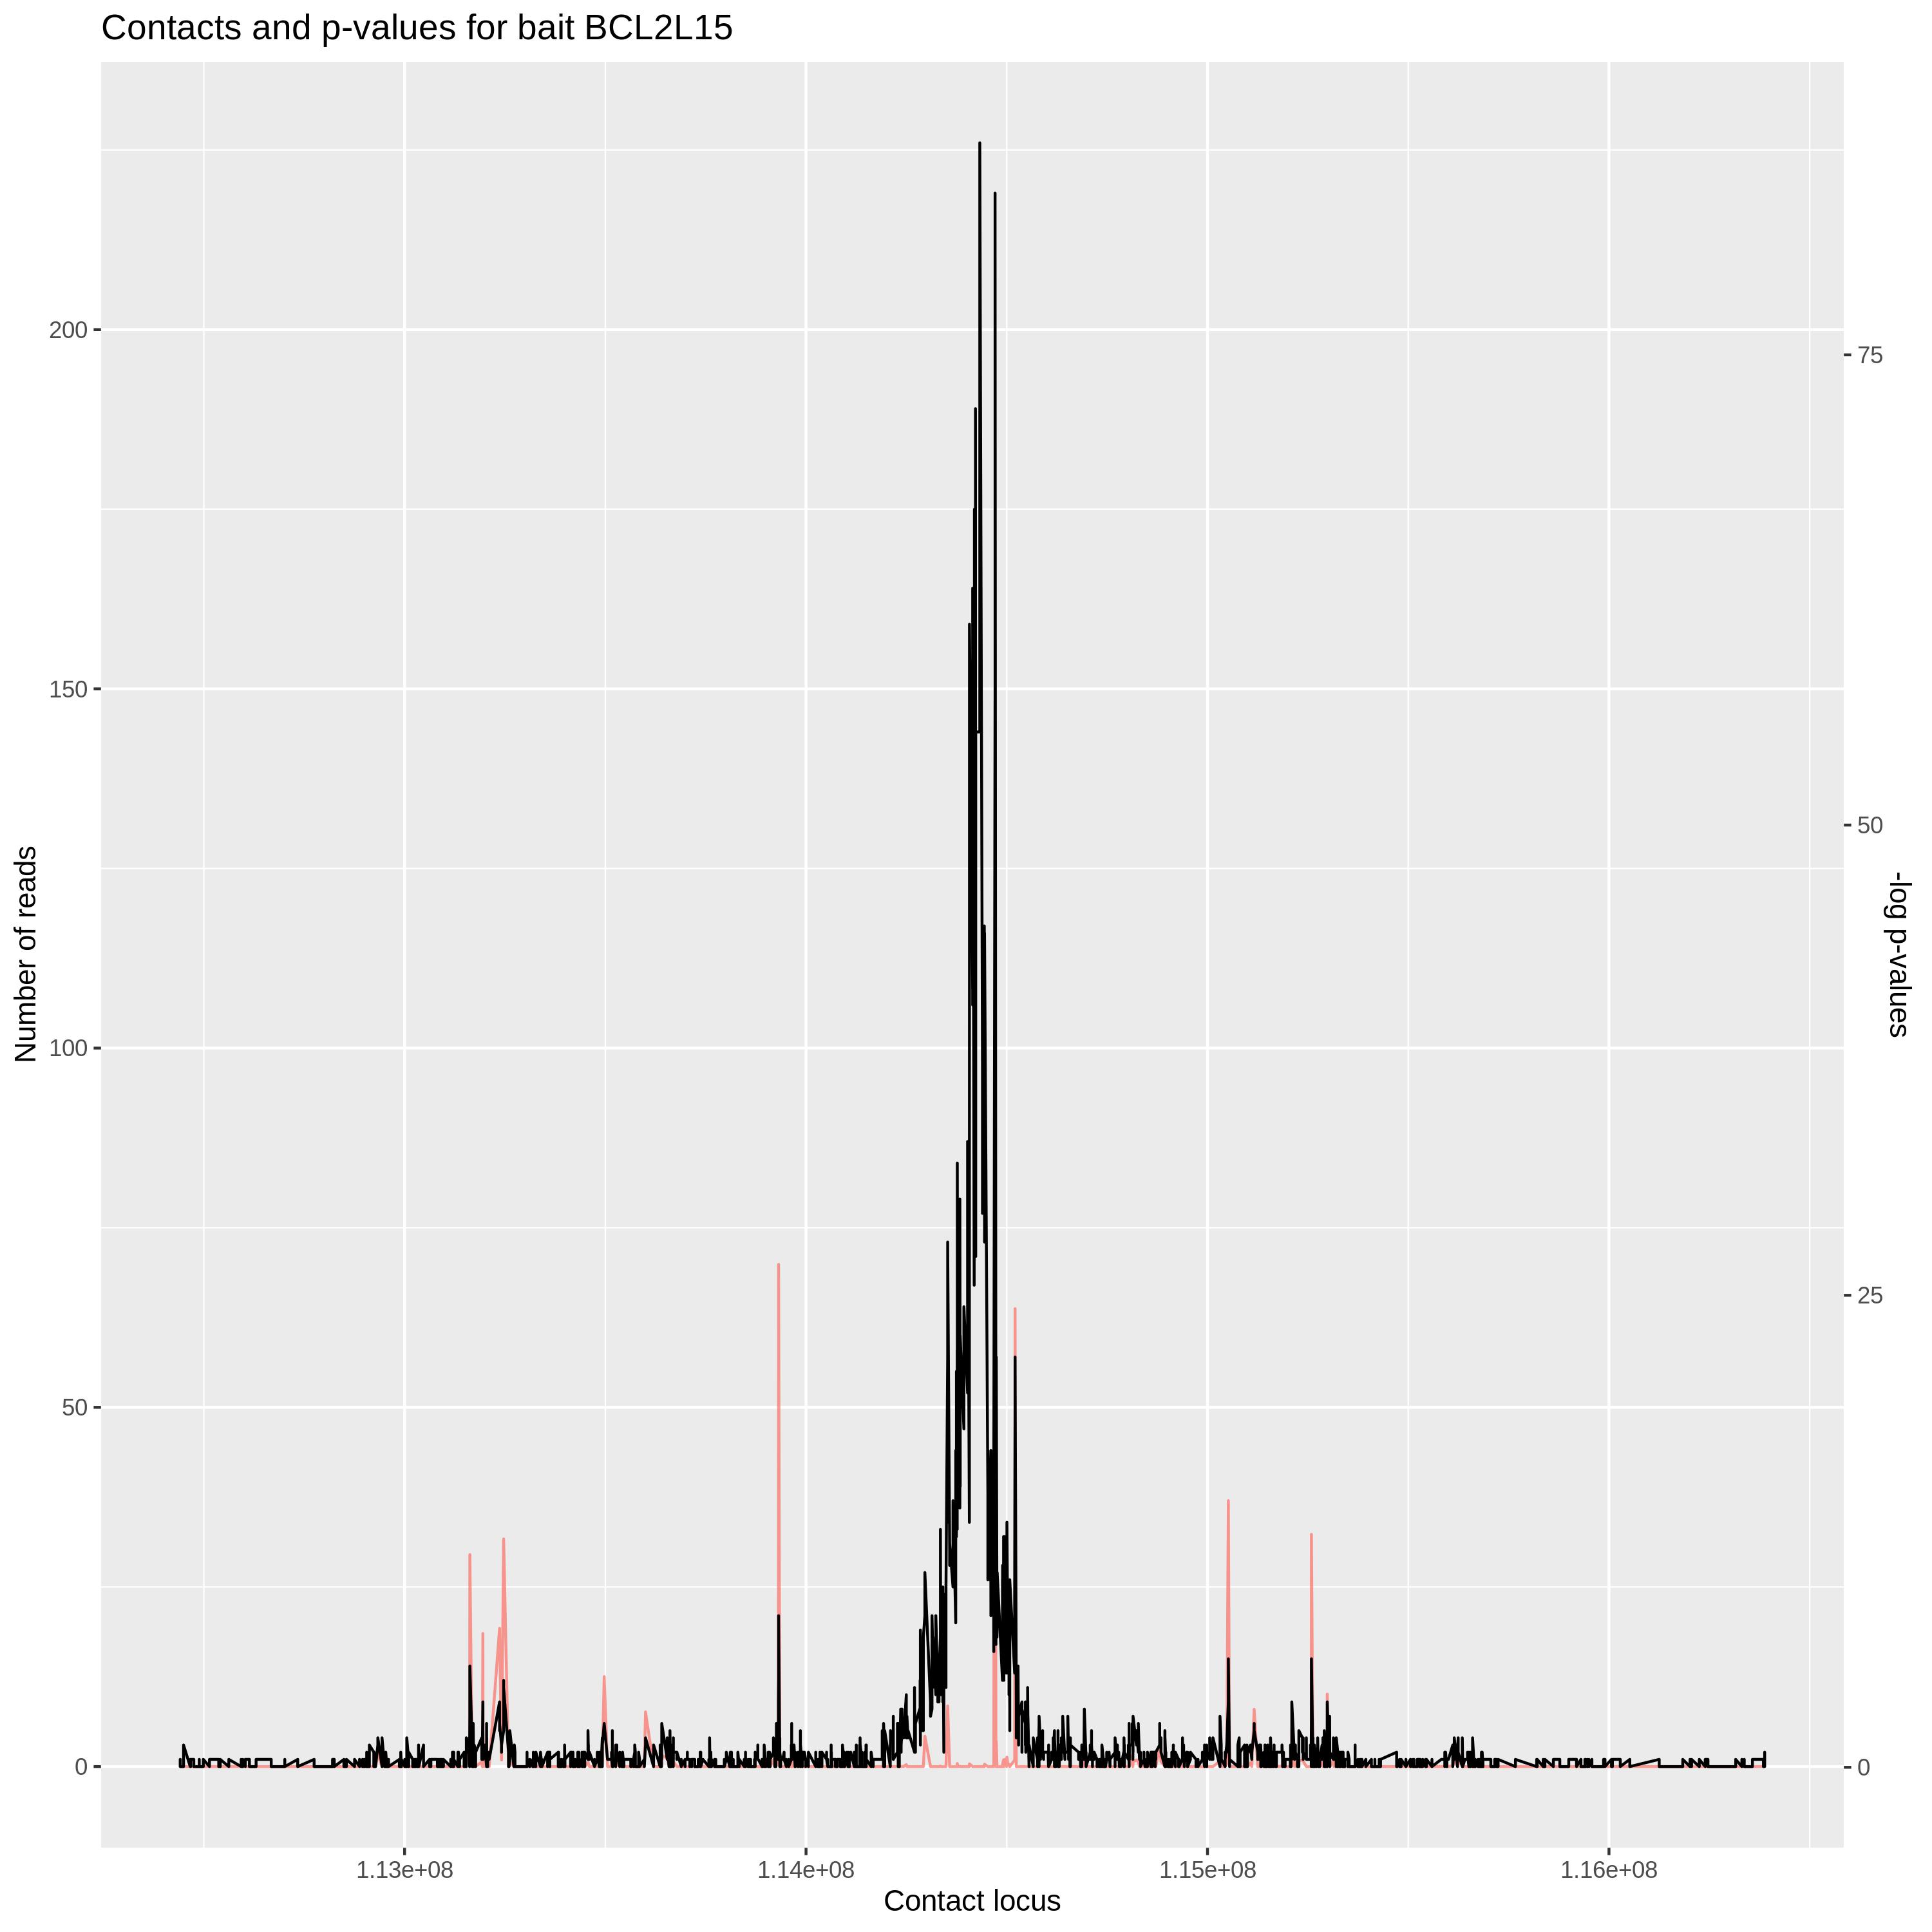 Contacts and p-values for bait BCL2L15
Number of reads
200
150
100
50
0
75
50
25
0
-log p-values
1.13e+08 1.14e+08 1.15e+08 1.16e+08
Contact locus